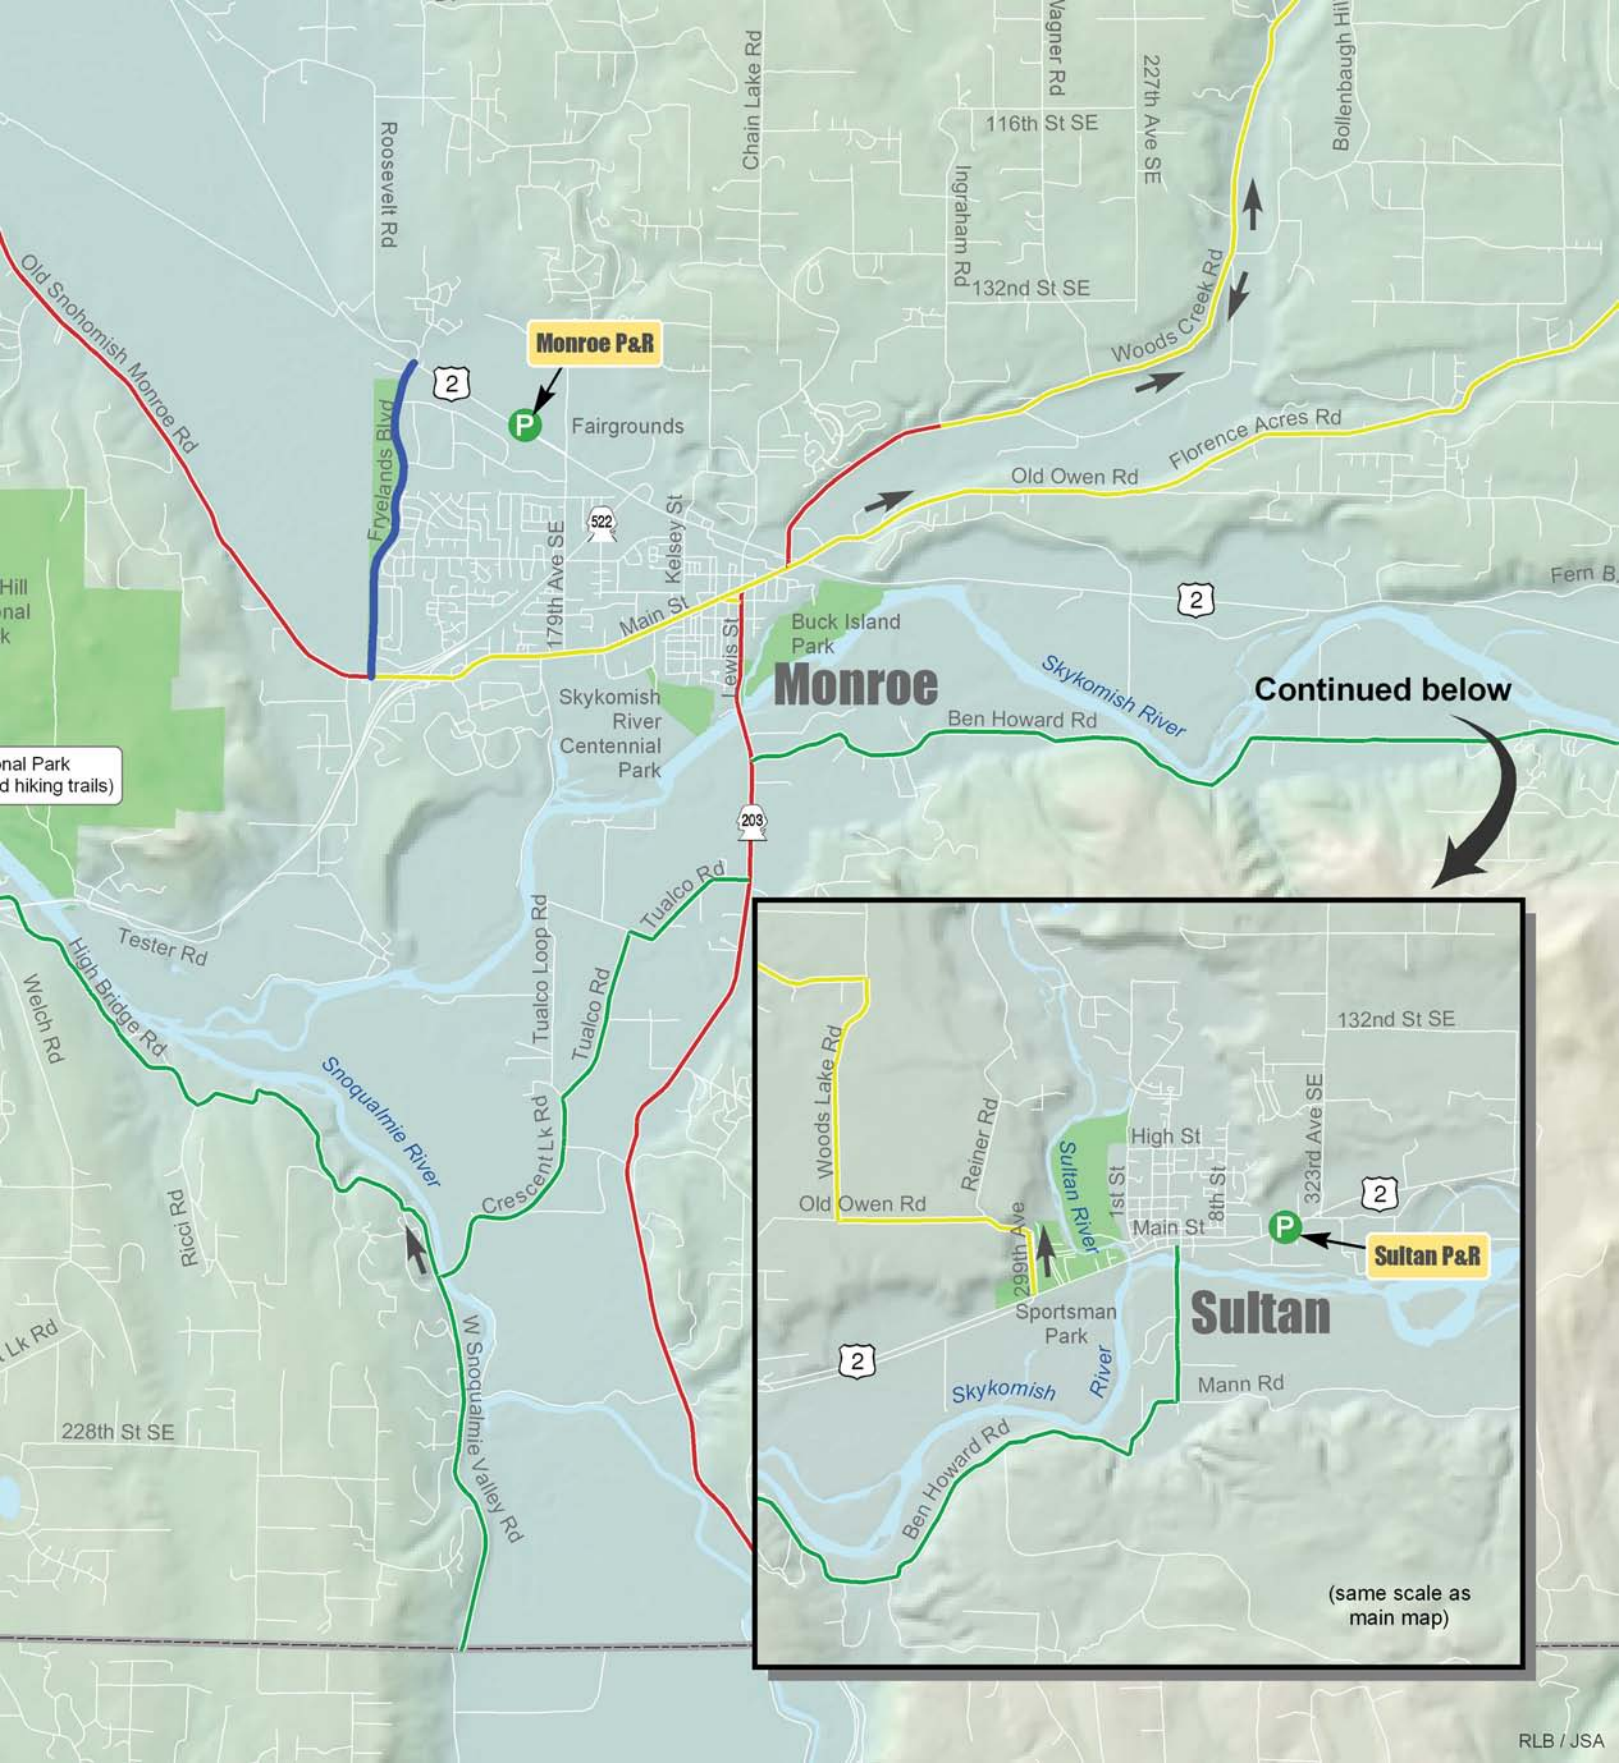 Chain Lake Rd
Wagner Rd
227th Ave SE
Bollenbaugh Hi
Roosevelt Rd
116th St SE
Ingraham Rd
132nd St SE
Old Snohomish Monroe Rd
Woods Creek Rd
Monroe P&R
2
P
Fairgrounds
Fryelands Blvd
Florence Acres Rd
Old Owen Rd
522
179th Ave SE
Kelsey St
Main St
Lewis St
Hill
onal
k
2
Fern B
Buck Island
Park
Monroe
Skykomish River
Continued below
Skykomish
River
Centennial
Park
Ben Howard Rd
onal Park
d hiking trails)
203
Tualco Rd
Tester Rd
High Bridge Rd
Welch Rd
Tualco Loop Rd
Tualco Rd
Snoqualmie River
Crescent Lk Rd
Ricci Rd
Lk Rd
228th St SE
W Snoqualmie Valley Rd
132nd St SE
Woods Lake Rd
Reiner Rd
Sultan River
High St
1st St
8th St
323rd Ave SE
2
Old Owen Rd
299th Ave
Main St
P
Sultan P&R
Sportsman
Park
Sultan
2
Skykomish
River
Mann Rd
Ben Howard Rd
(same scale as
main map)
RLB / JSA